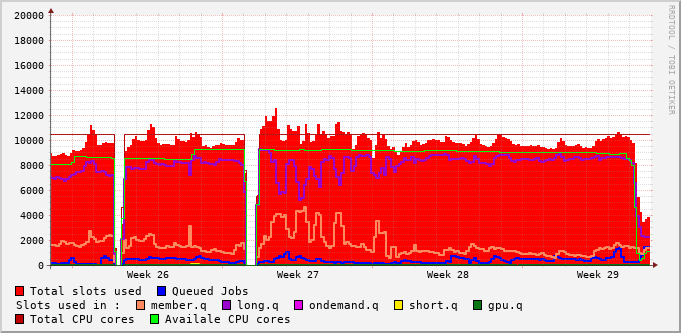 RRDTOOL / TOBI OETIKER
20000
18000
16000
14000
12000
10000
8000
6000
4000
2000
0
Week 26 Week 27 Week 28 Week 29
Total slots used Queued Jobs
Slots used in : member.q long.q ondemand.q short.q gpu.q
Total CPU cores Availale CPU cores